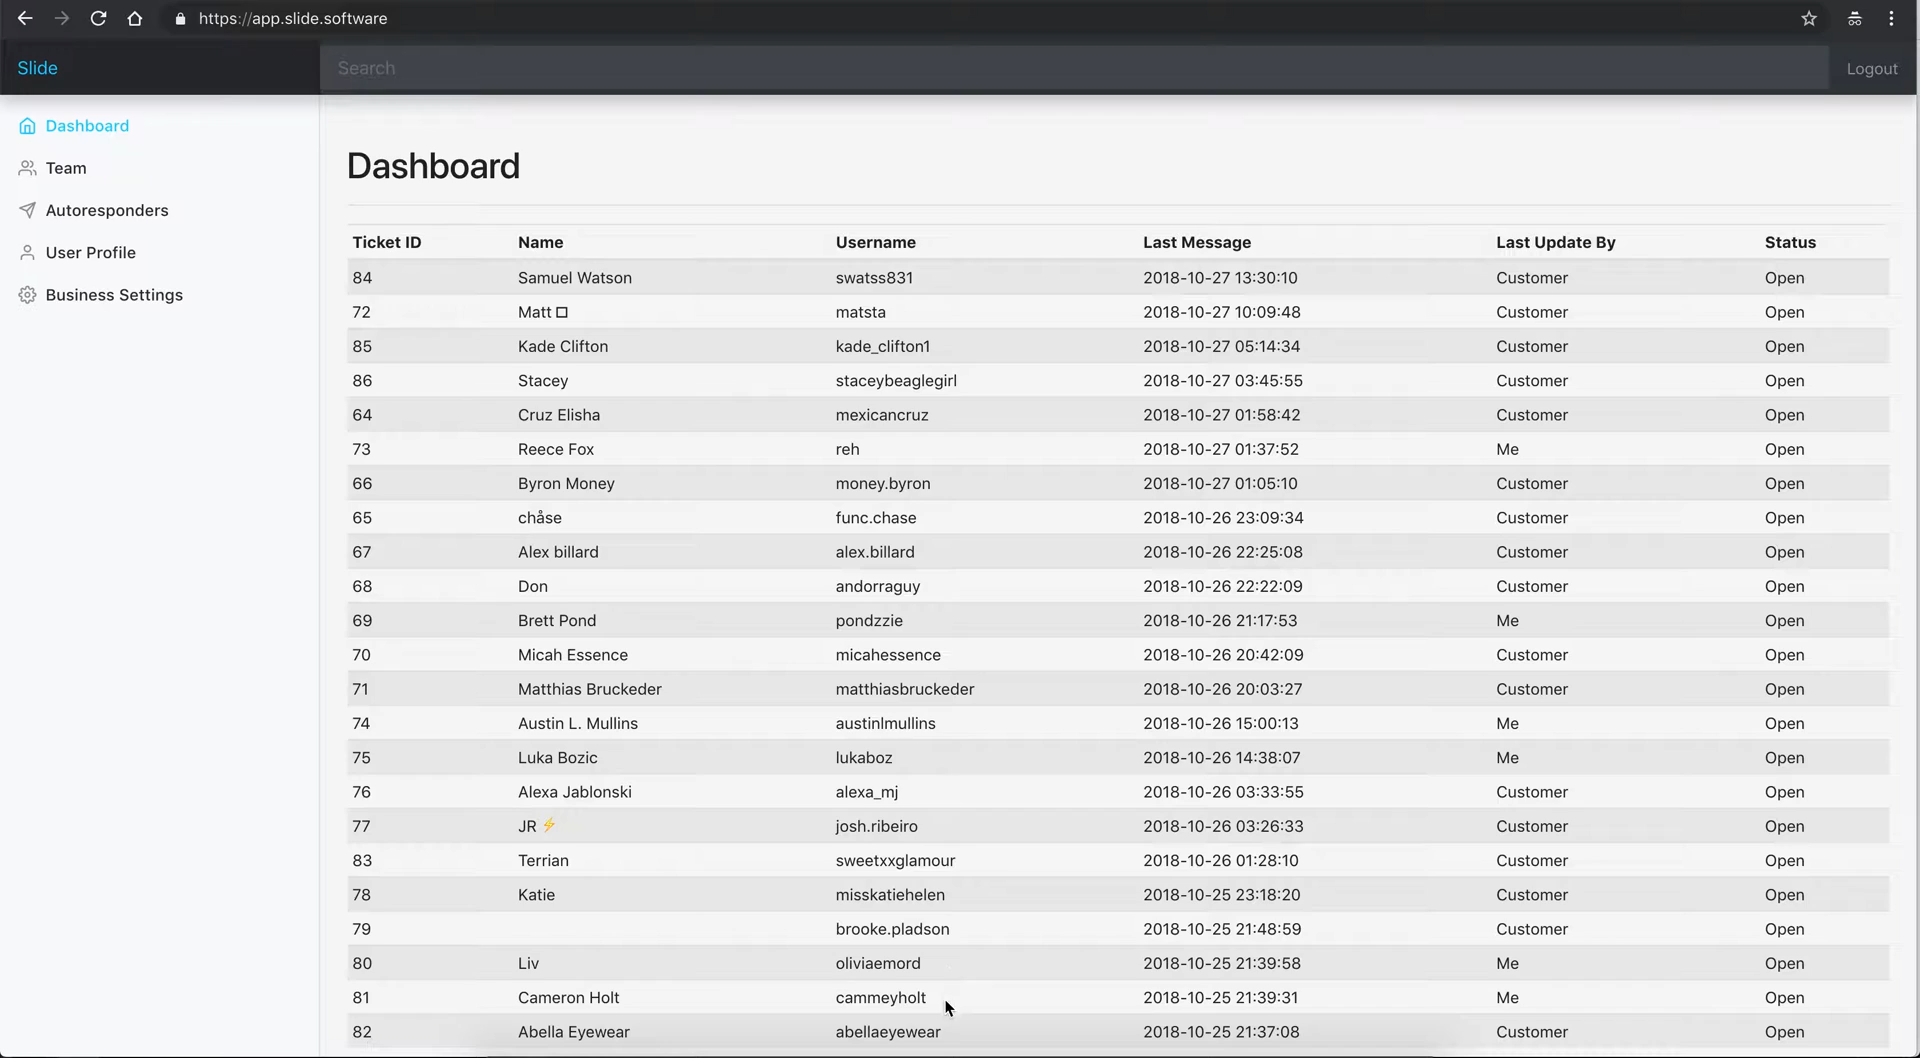 https://app.slide.software
Slide Search Logout
Dashboard
Team
Autoresponders
User Profile
Business Settings
Dashboard
Ticket ID Name Username Last Message Last Update By Status
84 Samuel Watson swatss831 2018-10-27 13:30:10 Customer Open
72 Matt □ matsta 2018-10-27 10:09:48 Customer Open
85 Kade Clifton kade_clifton1 2018-10-27 05:14:34 Customer Open
86 Stacey staceybeaglegirl 2018-10-27 03:45:55 Customer Open
64 Cruz Elisha mexicancruz 2018-10-27 01:58:42 Customer Open
73 Reece Fox reh 2018-10-27 01:37:52 Me Open
66 Byron Money money.byron 2018-10-27 01:05:10 Customer Open
65 chåse func.chase 2018-10-26 23:09:34 Customer Open
67 Alex billard alex.billard 2018-10-26 22:25:08 Customer Open
68 Don andorraguy 2018-10-26 22:22:09 Customer Open
69 Brett Pond pondzzie 2018-10-26 21:17:53 Me Open
70 Micah Essence micahessence 2018-10-26 20:42:09 Customer Open
71 Matthias Bruckeder matthiasbruckeder 2018-10-26 20:03:27 Customer Open
74 Austin L. Mullins austinlmullins 2018-10-26 15:00:13 Me Open
75 Luka Bozic lukaboz 2018-10-26 14:38:07 Me Open
76 Alexa Jablonski alexa_mj 2018-10-26 03:33:55 Customer Open
77 JR ⚡ josh.ribeiro 2018-10-26 03:26:33 Customer Open
83 Terrian sweetxxglamour 2018-10-26 01:28:10 Customer Open
78 Katie misskatiehelen 2018-10-25 23:18:20 Customer Open
79 brooke.pladson 2018-10-25 21:48:59 Customer Open
80 Liv oliviaemord 2018-10-25 21:39:58 Me Open
81 Cameron Holt cammeyholt 2018-10-25 21:39:31 Me Open
82 Abella Eyewear abellaeyewear 2018-10-25 21:37:08 Customer Open